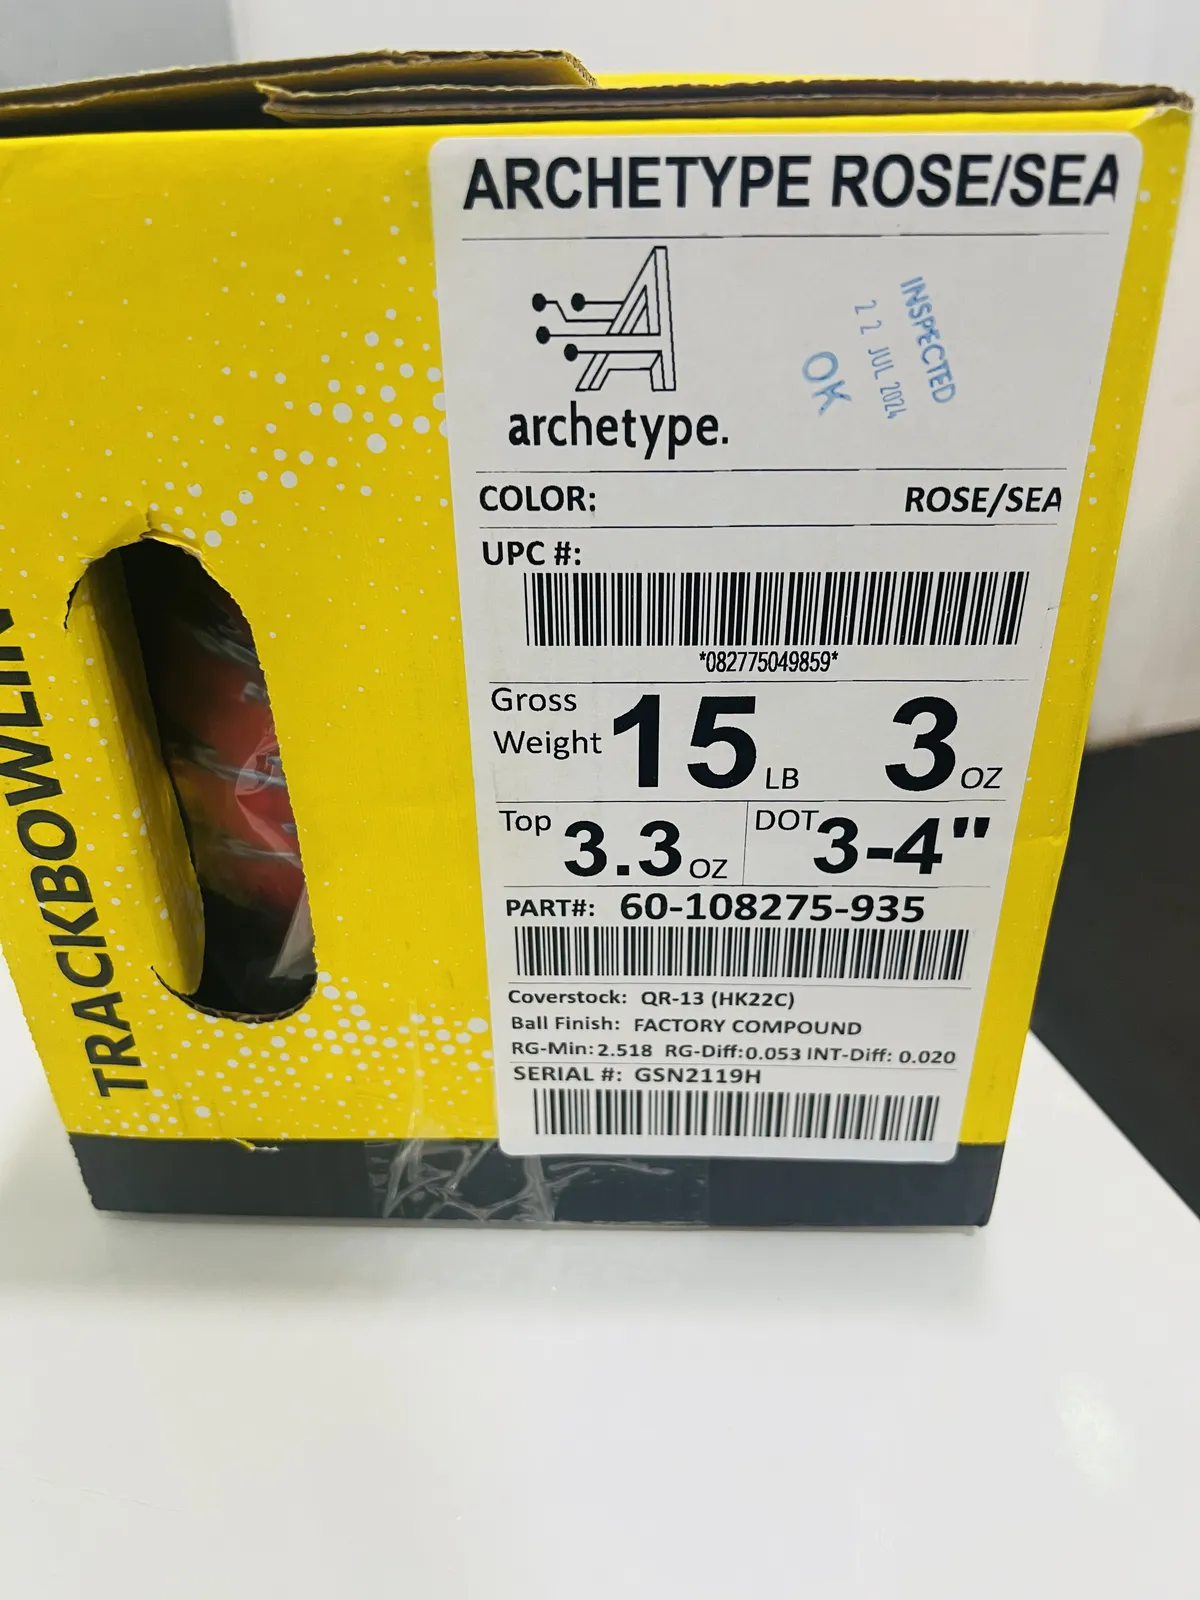 ARCHETYPE ROSE/SEA
archetype.
INSPECTED
22 JUL 2024
OK
COLOR: ROSE/SEA
UPC #:
*082775049859*
Gross Weight 15 LB 3 OZ
Top 3.3 OZ DOT 3-4"
PART#: 60-108275-935
Coverstock: QR-13 (HK22C)
Ball Finish: FACTORY COMPOUND
RG-Min: 2.518 RG-Diff: 0.053 INT-Diff: 0.020
SERIAL #: GSN2119H
TRACKBOWLIN